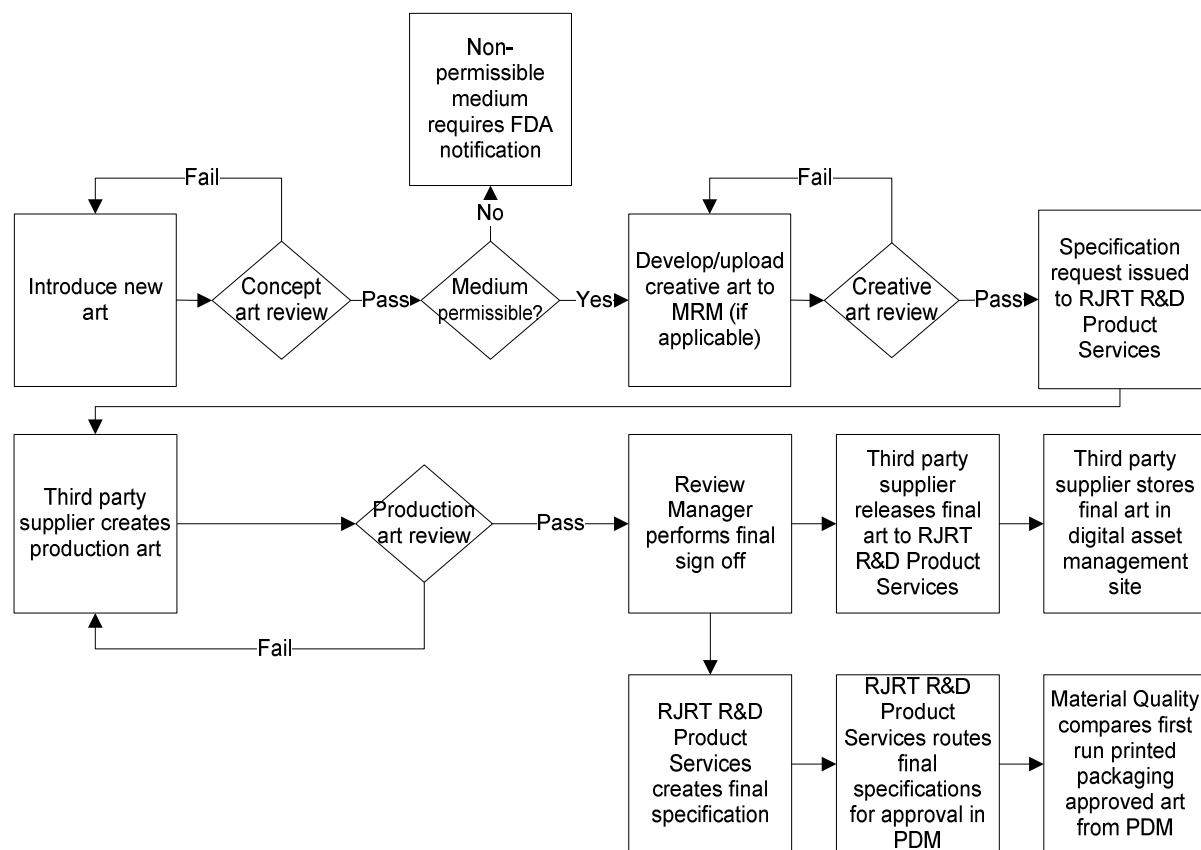 Non-
permissible
medium
requires FDA
notification
Fail
Fail
No
Introduce new
art
Concept
art review
Pass
Medium
permissible?
Yes
Develop/upload
creative art to
MRM (if
applicable)
Creative
art review
Pass
Specification
request issued
to RJRT R&D
Product
Services
Third party
supplier creates
production art
Production
art review
Pass
Fail
Review
Manager
performs final
sign off
Third party
supplier
releases final
art to RJRT
R&D Product
Services
Third party
supplier stores
final art in
digital asset
management
site
RJRT R&D
Product
Services
creates final
specification
RJRT R&D
Product
Services routes
final
specifications
for approval in
PDM
Material Quality
compares first
run printed
packaging
approved art
from PDM